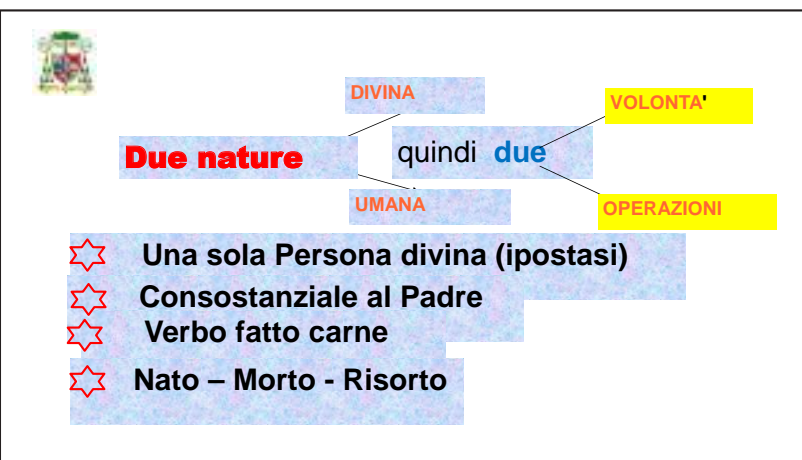 DIVINA
VOLONTA'
Due nature
quindi due
UMANA
OPERAZIONI
Una sola Persona divina (ipostasi)
Consostanziale al Padre
Verbo fatto carne
Nato – Morto - Risorto